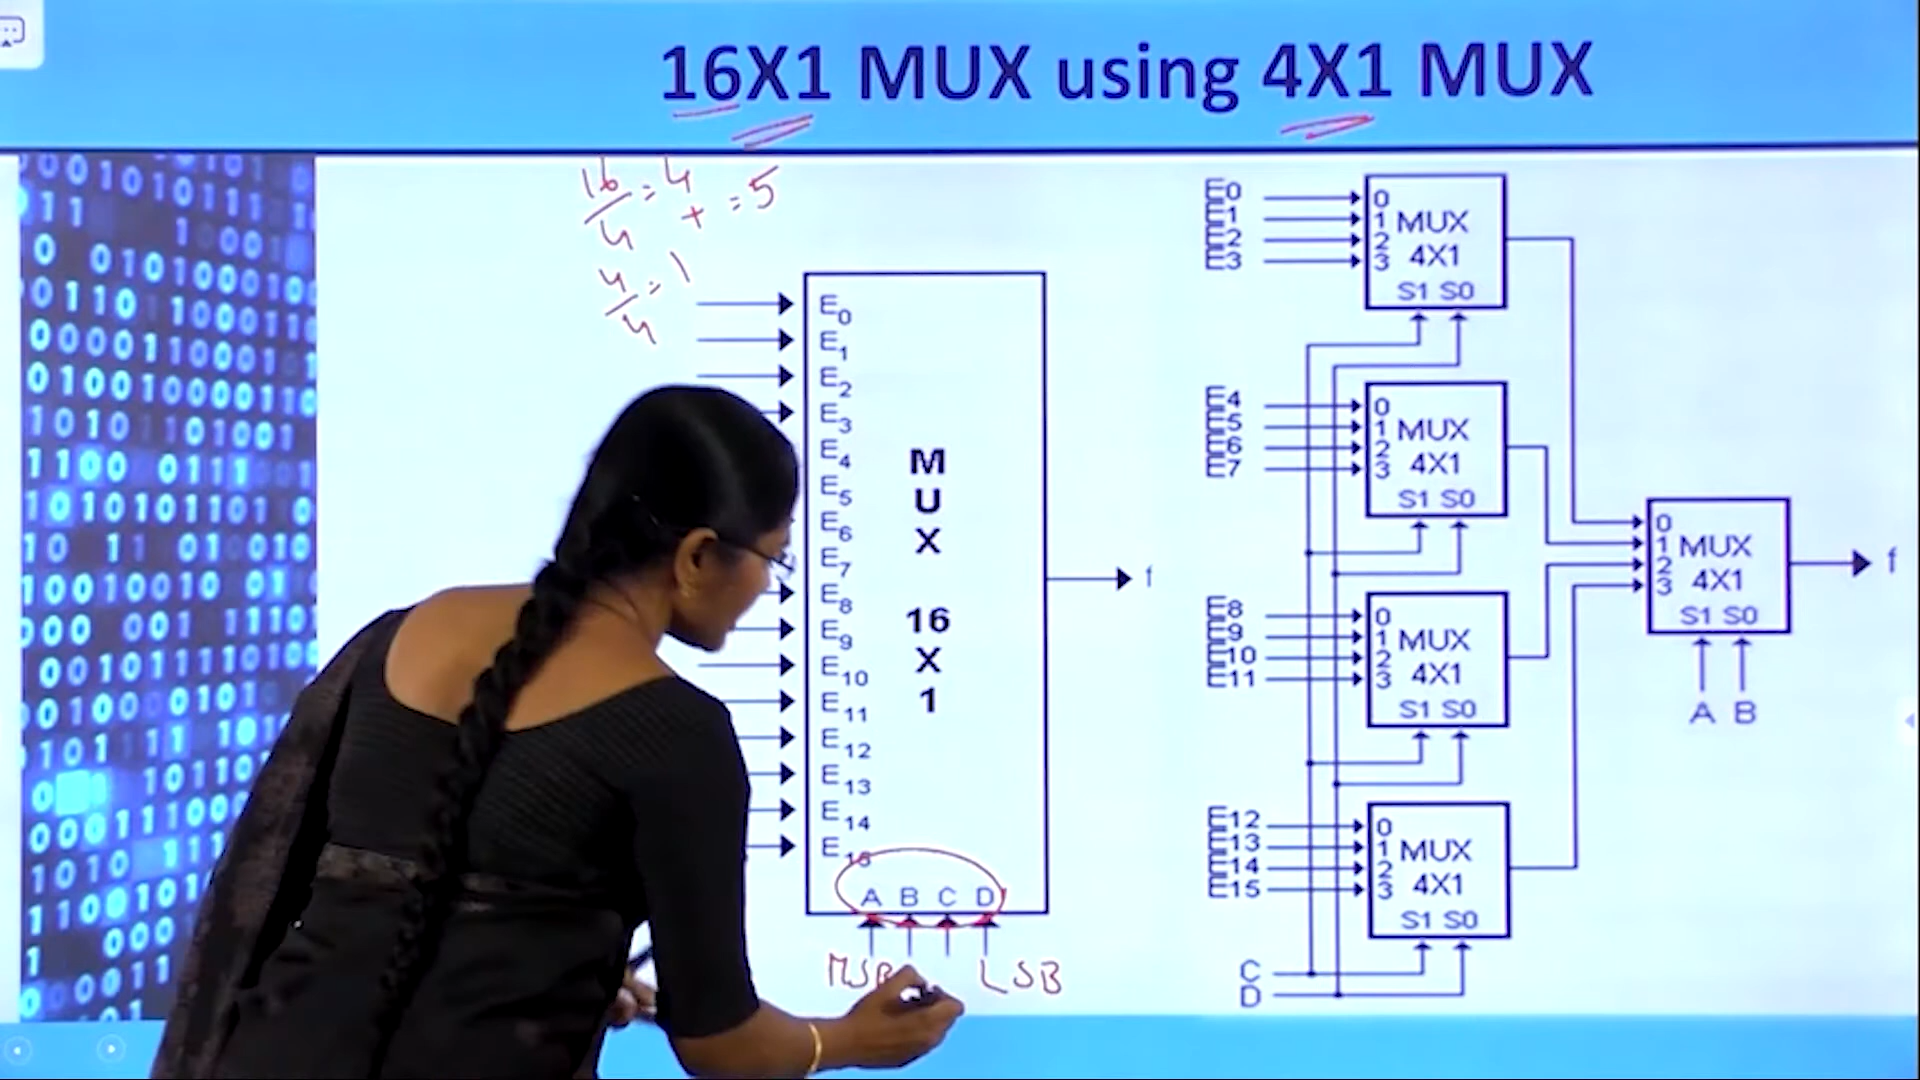 16X1 MUX using 4X1 MUX
16/4 = 4
+ = 5
4/4 = 1
E0
E1
E2
E3
E4
E5
E6
E7
E8
E9
E10
E11
E12
E13
E14
E15
M
U
X
16
X
1
A B C D
f
MSB LSB
E0
E1
E2
E3
0
1
2
3
MUX
4X1
S1 S0
E4
E5
E6
E7
0
1
2
3
MUX
4X1
S1 S0
E8
E9
E10
E11
0
1
2
3
MUX
4X1
S1 S0
E12
E13
E14
E15
0
1
2
3
MUX
4X1
S1 S0
C
D
0
1
2
3
MUX
4X1
S1 S0
A B
f